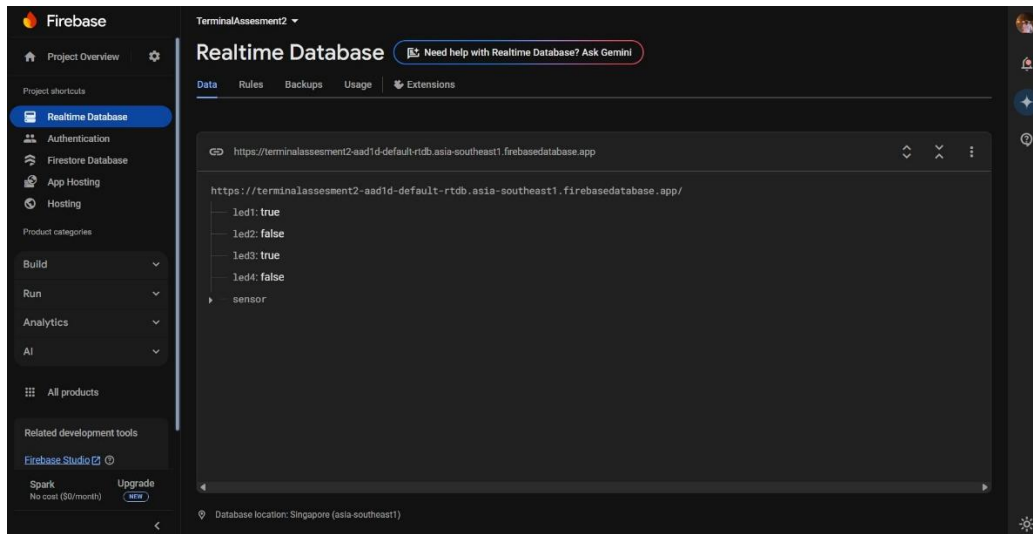 Firebase
Project Overview
Project shortcuts
Realtime Database
Authentication
Firestore Database
App Hosting
Hosting
Product categories
Build
Run
Analytics
AI
All products
Related development tools
Firebase Studio
Spark
No cost ($0/month)
Upgrade
NEW
TerminalAssesment2
Realtime Database
Need help with Realtime Database? Ask Gemini
Data Rules Backups Usage Extensions
https://terminalassesment2-aad1d-default-rtdb.asia-southeast1.firebasedatabase.app
https://terminalassesment2-aad1d-default-rtdb.asia-southeast1.firebasedatabase.app/
led1: true
led2: false
led3: true
led4: false
sensor
Database location: Singapore (asia-southeast1)